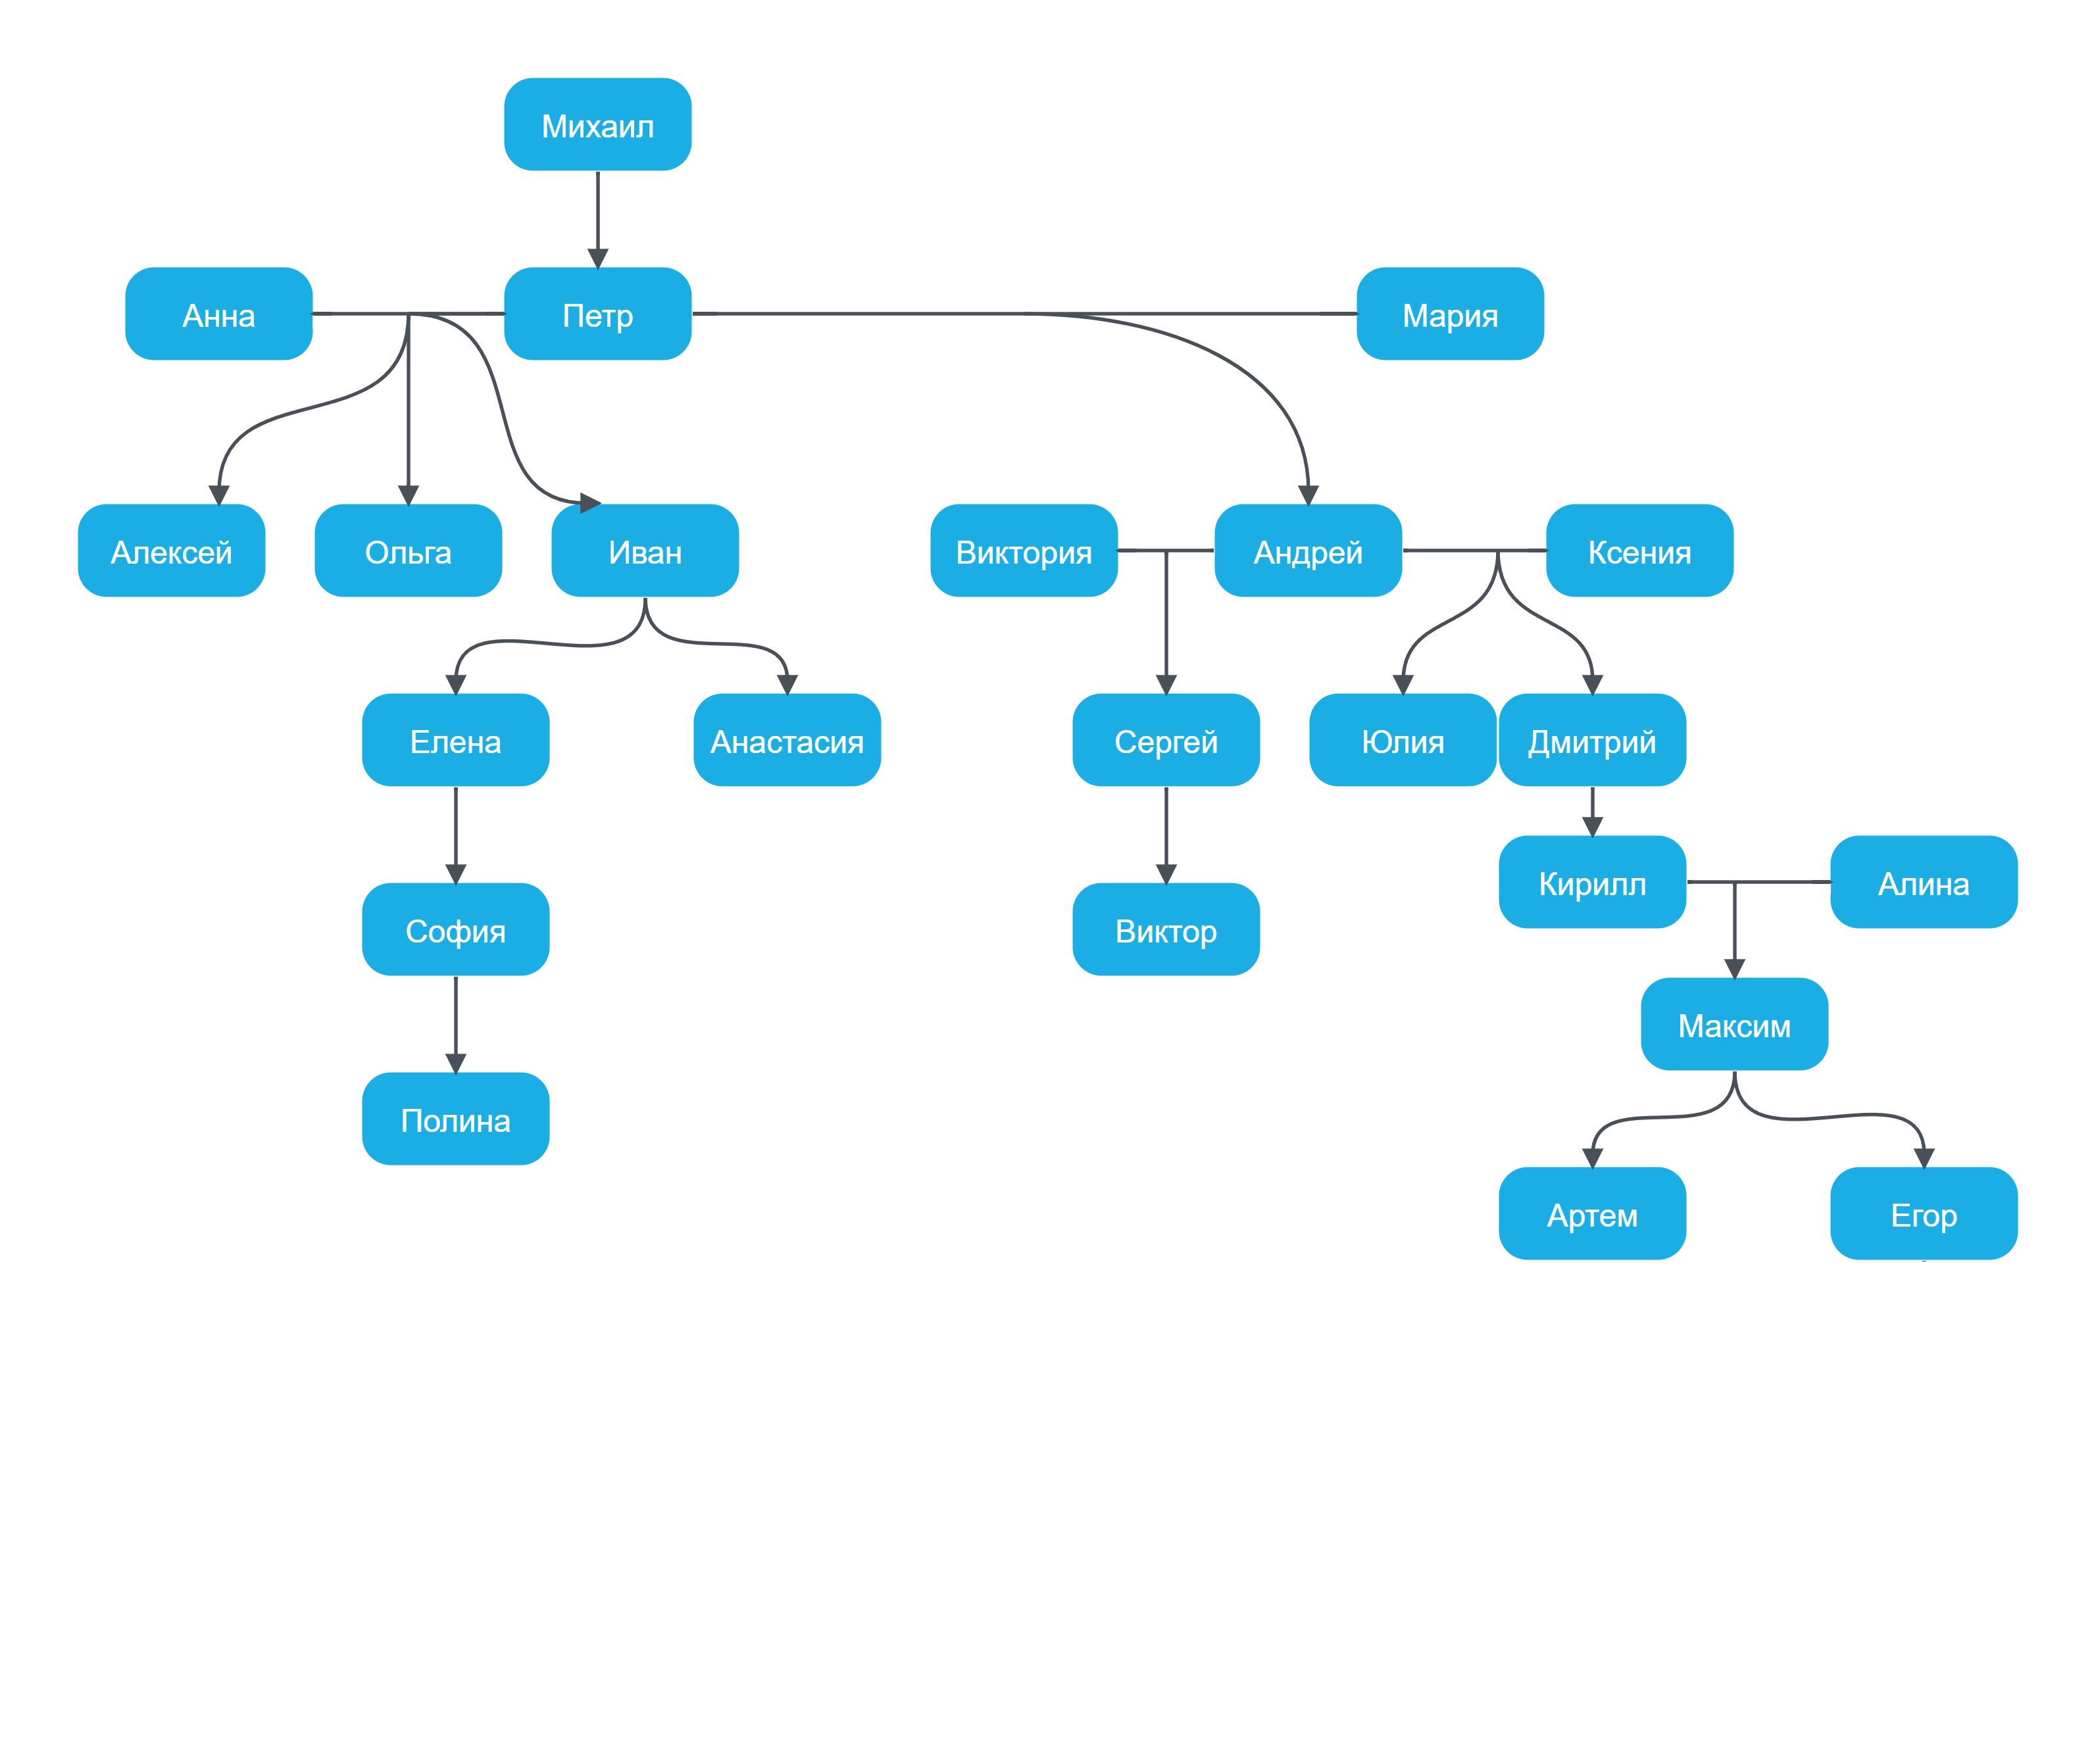 Михаил
Анна
Петр
Мария
Алексей
Ольга
Иван
Виктория
Андрей
Ксения
Елена
Анастасия
Сергей
Юлия
Дмитрий
Кирилл
Алина
София
Виктор
Максим
Полина
Артем
Егор